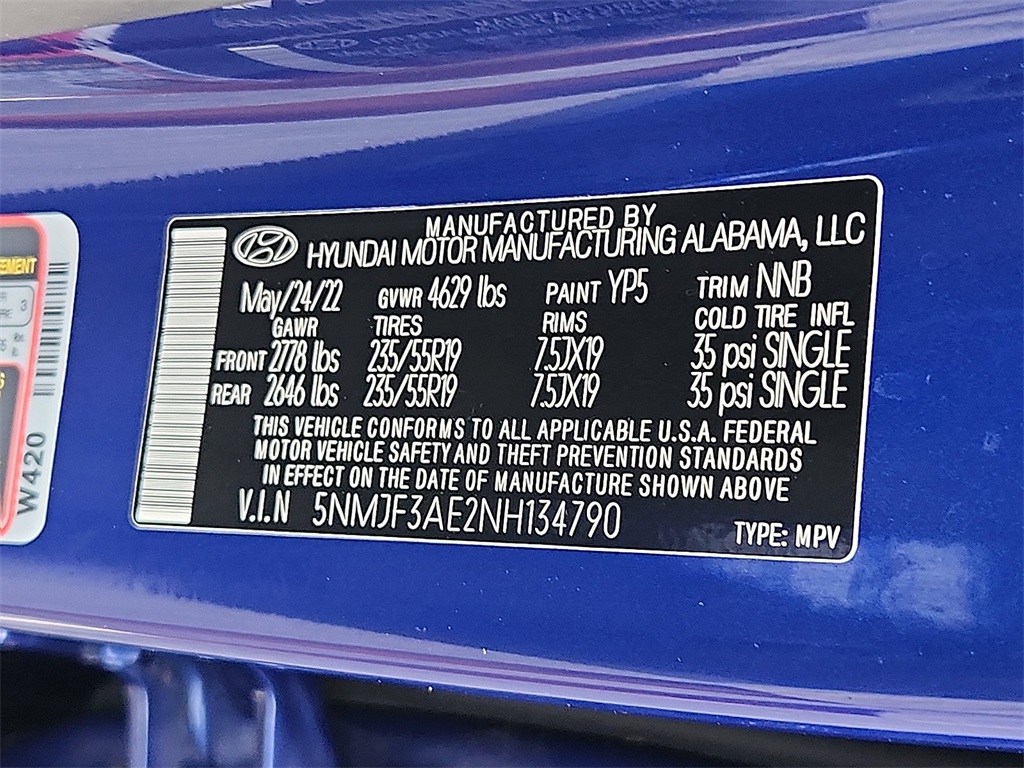 MANUFACTURED BY
HYUNDAI MOTOR MANUFACTURING ALABAMA, LLC
May/24/22 GVWR 4629 lbs PAINT YP5 TRIM NNB
GAWR TIRES RIMS COLD TIRE INFL
FRONT 2778 lbs 235/55R19 7.5JX19 35 psi SINGLE
REAR 2646 lbs 235/55R19 7.5JX19 35 psi SINGLE
THIS VEHICLE CONFORMS TO ALL APPLICABLE U.S.A. FEDERAL
MOTOR VEHICLE SAFETY AND THEFT PREVENTION STANDARDS
IN EFFECT ON THE DATE OF MANUFACTURE SHOWN ABOVE
V.I.N 5NMJF3AE2NH134790
TYPE: MPV
W420